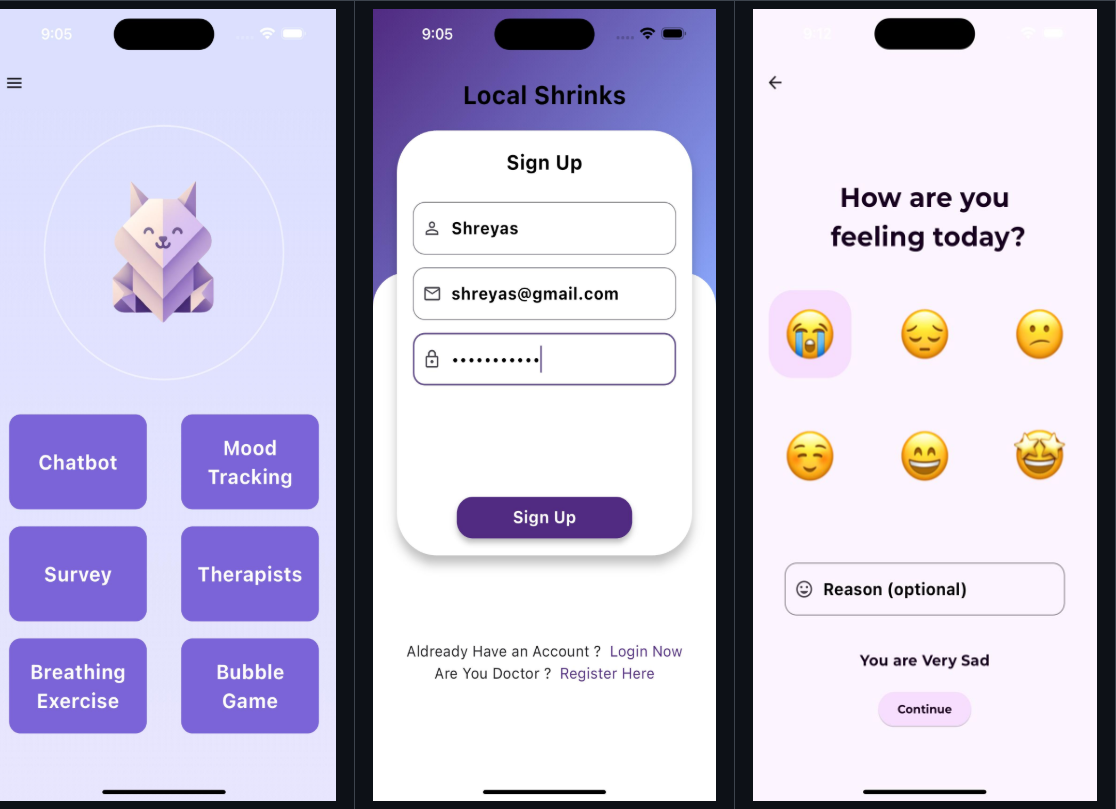 9:05
Chatbot
Mood
Tracking
Survey
Therapists
Breathing
Exercise
Bubble
Game
9:05
Local Shrinks
Sign Up
Shreyas
shreyas@gmail.com
•••••••••••
Sign Up
Aldready Have an Account ? Login Now
Are You Doctor ? Register Here
9:12
How are you
feeling today?
Reason (optional)
You are Very Sad
Continue